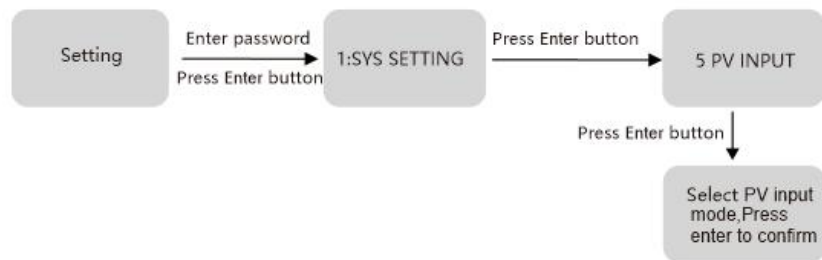 Setting
Enter password
Press Enter button
1:SYS SETTING
Press Enter button
5 PV INPUT
Press Enter button
Select PV input
mode,Press
enter to confirm